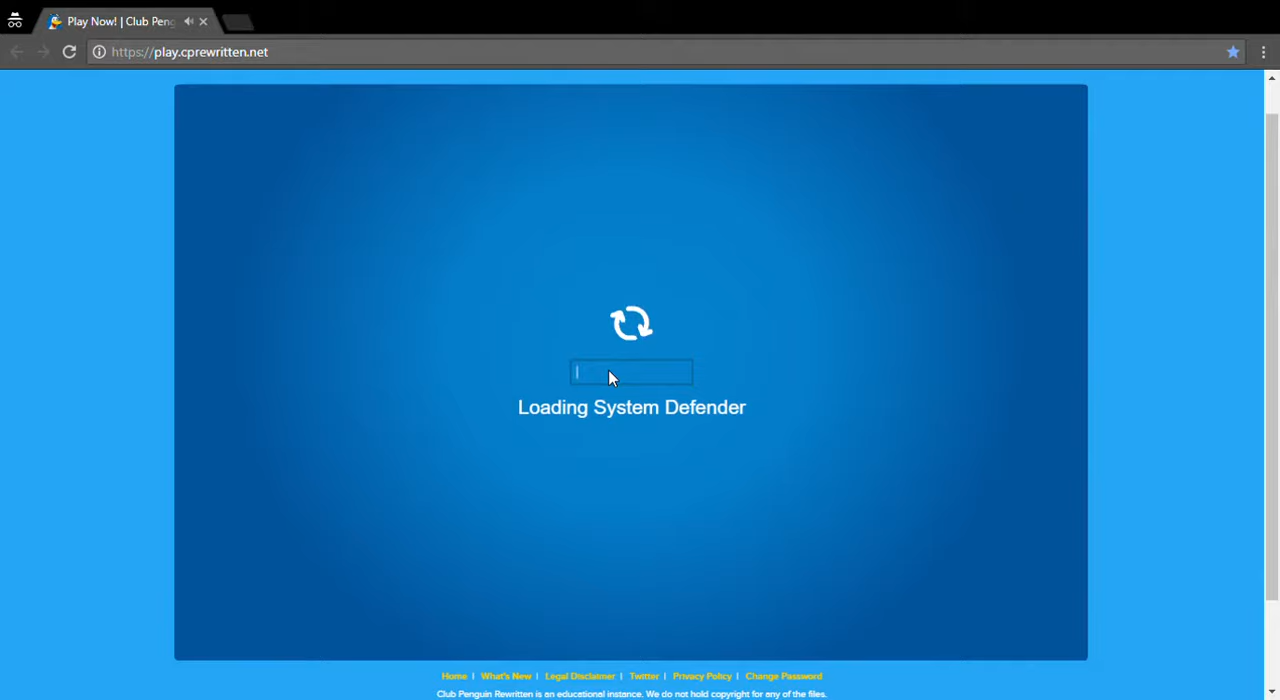 Play Now! | Club Peng
https://play.cprewritten.net
Loading System Defender
Home | What's New | Legal Disclaimer | Twitter | Privacy Policy | Change Password
Club Penguin Rewritten is an educational instance. We do not hold copyright for any of the files.